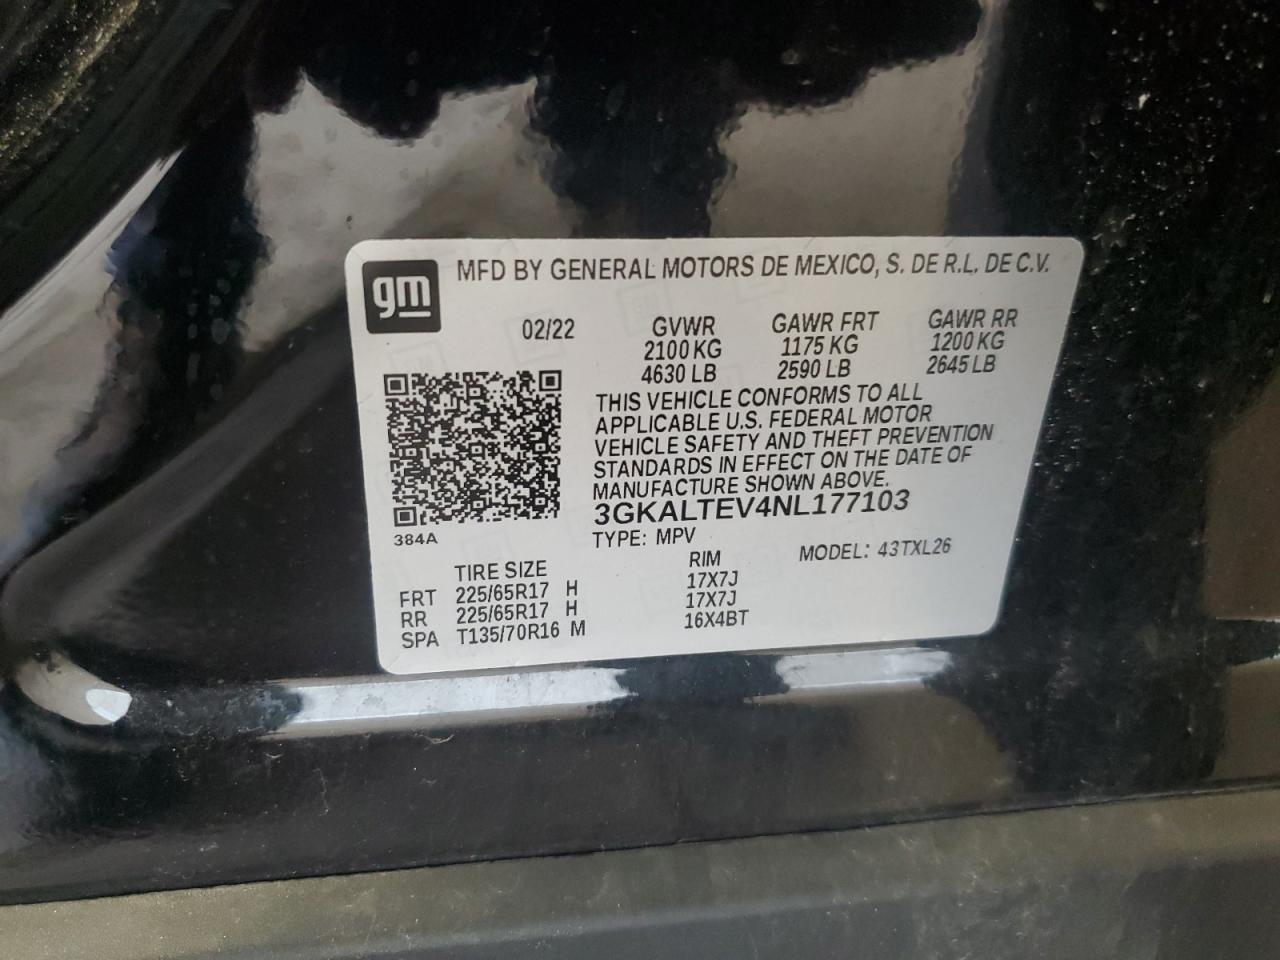 gm
MFD BY GENERAL MOTORS DE MEXICO, S. DE R.L. DE C.V.
02/22 GVWR GAWR FRT GAWR RR
2100 KG 1175 KG 1200 KG
4630 LB 2590 LB 2645 LB
THIS VEHICLE CONFORMS TO ALL
APPLICABLE U.S. FEDERAL MOTOR
VEHICLE SAFETY AND THEFT PREVENTION
STANDARDS IN EFFECT ON THE DATE OF
MANUFACTURE SHOWN ABOVE.
3GKALTEV4NL177103
384A
TYPE: MPV MODEL: 43TXL26
TIRE SIZE RIM
FRT 225/65R17 H 17X7J
RR 225/65R17 H 17X7J
SPA T135/70R16 M 16X4BT